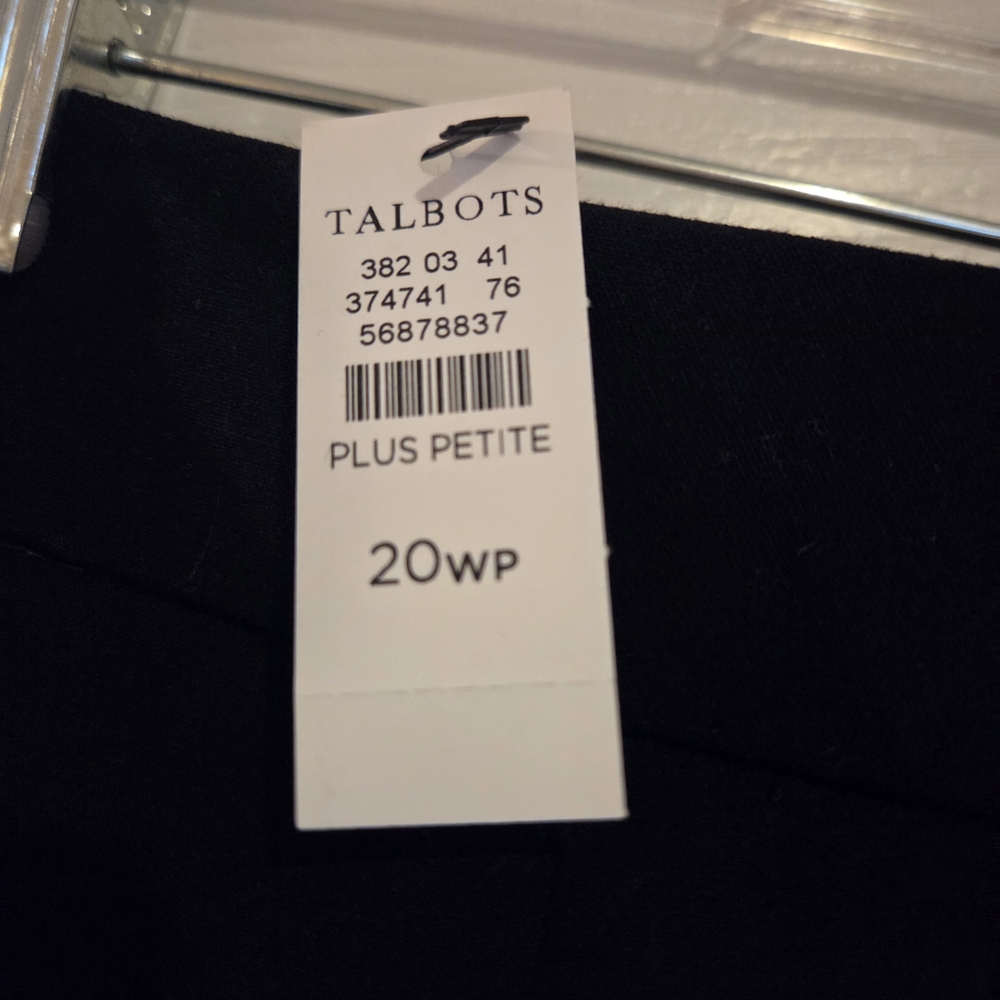 TALBOTS
382 03 41
374741 76
56878837
PLUS PETITE
20WP